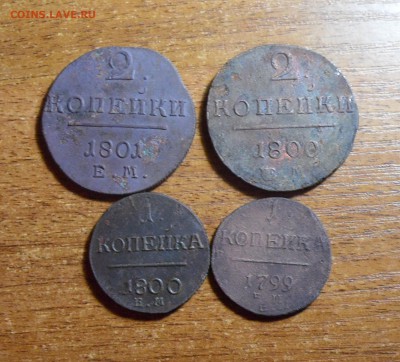 COINS.LAVE.RU
2.
КОПЕЙКИ
1801
Е.М.
2.
КОПЕЙКИ
1800
Е.М.
1
КОПЕЙКА
1800
Е.М
1
КОПЕЙКА
1799
Е.М